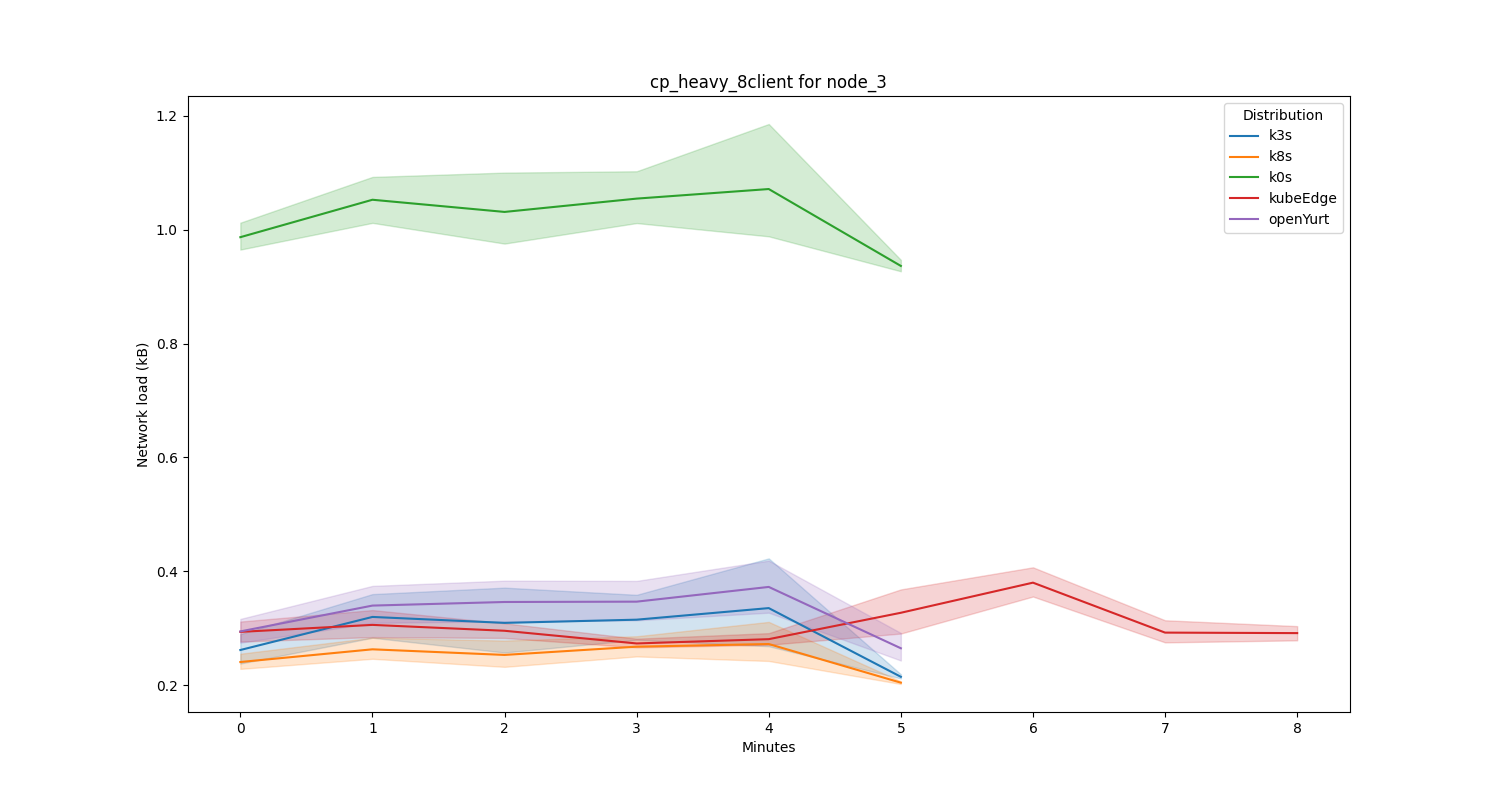 cp_heavy_8client for node_3
Distribution
k3s
k8s
k0s
kubeEdge
openYurt
Network load (kB)
1.2
1.0
0.8
0.6
0.4
0.2
0 1 2 3 4 5 6 7 8
Minutes